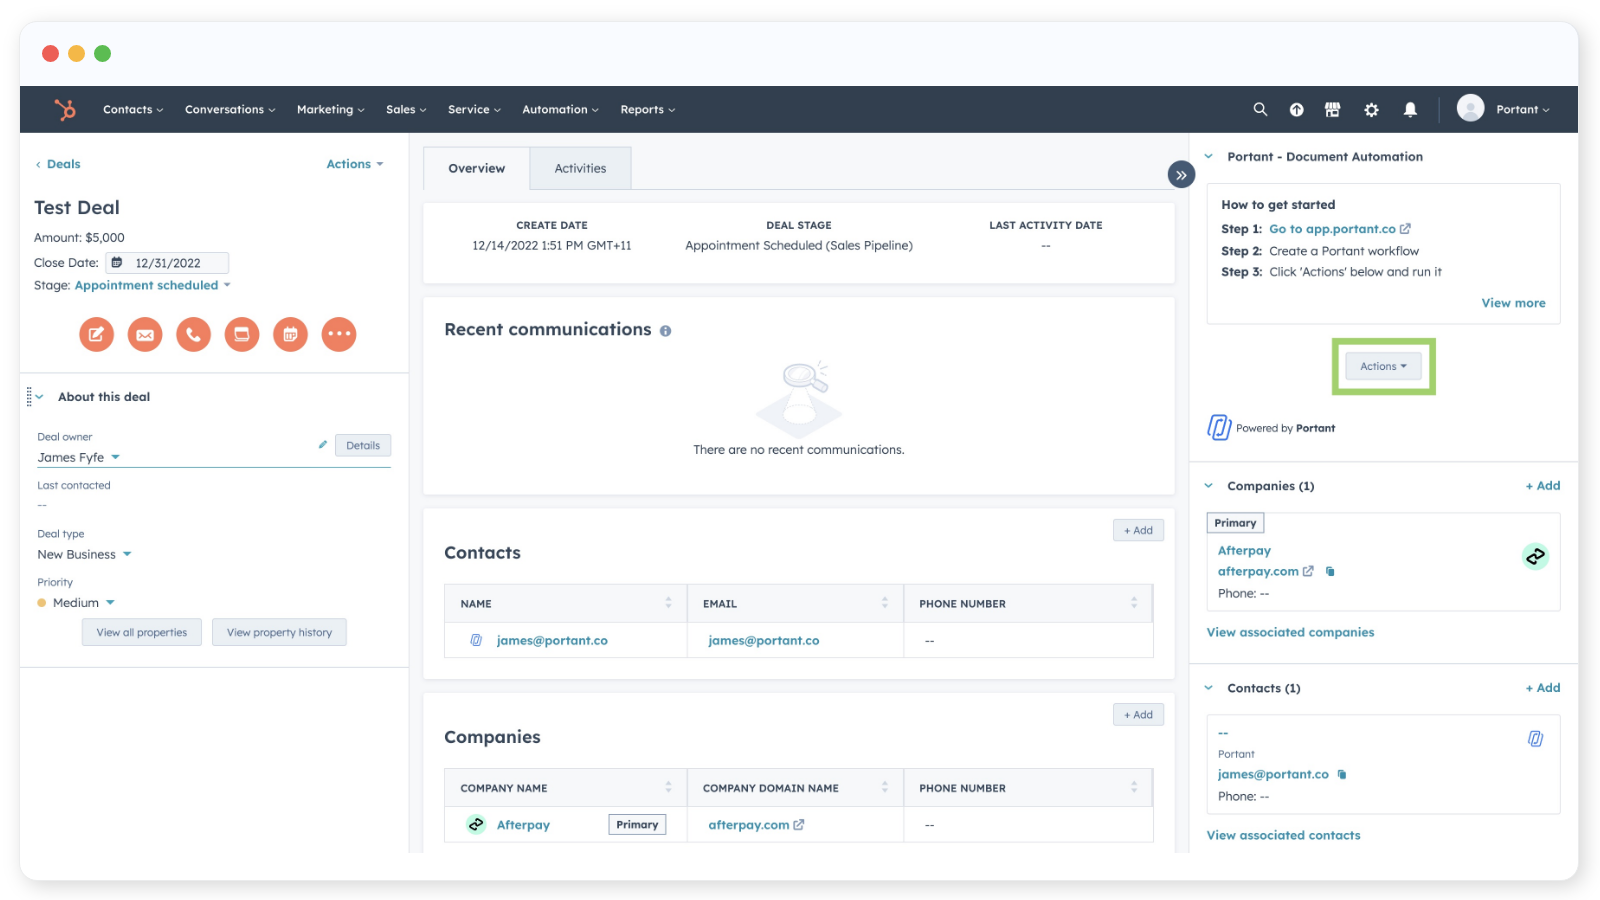 Contacts
Conversations
Marketing
Sales
Service
Automation
Reports
Portant
Deals
Actions
Test Deal
Amount: $5,000
Close Date: 12/31/2022
Stage: Appointment scheduled
About this deal
Deal owner
James Fyfe
Details
Last contacted
--
Deal type
New Business
Priority
Medium
View all properties
View property history
Overview
Activities
CREATE DATE
12/14/2022 1:51 PM GMT+11
DEAL STAGE
Appointment Scheduled (Sales Pipeline)
LAST ACTIVITY DATE
--
Recent communications
There are no recent communications.
+ Add
Contacts
NAME EMAIL PHONE NUMBER
james@portant.co james@portant.co --
+ Add
Companies
COMPANY NAME COMPANY DOMAIN NAME PHONE NUMBER
Afterpay Primary afterpay.com --
Portant - Document Automation
How to get started
Step 1: Go to app.portant.co
Step 2: Create a Portant workflow
Step 3: Click 'Actions' below and run it
View more
Actions
Powered by Portant
Companies (1)
+ Add
Primary
Afterpay
afterpay.com
Phone: --
View associated companies
Contacts (1)
+ Add
--
Portant
james@portant.co
Phone: --
View associated contacts